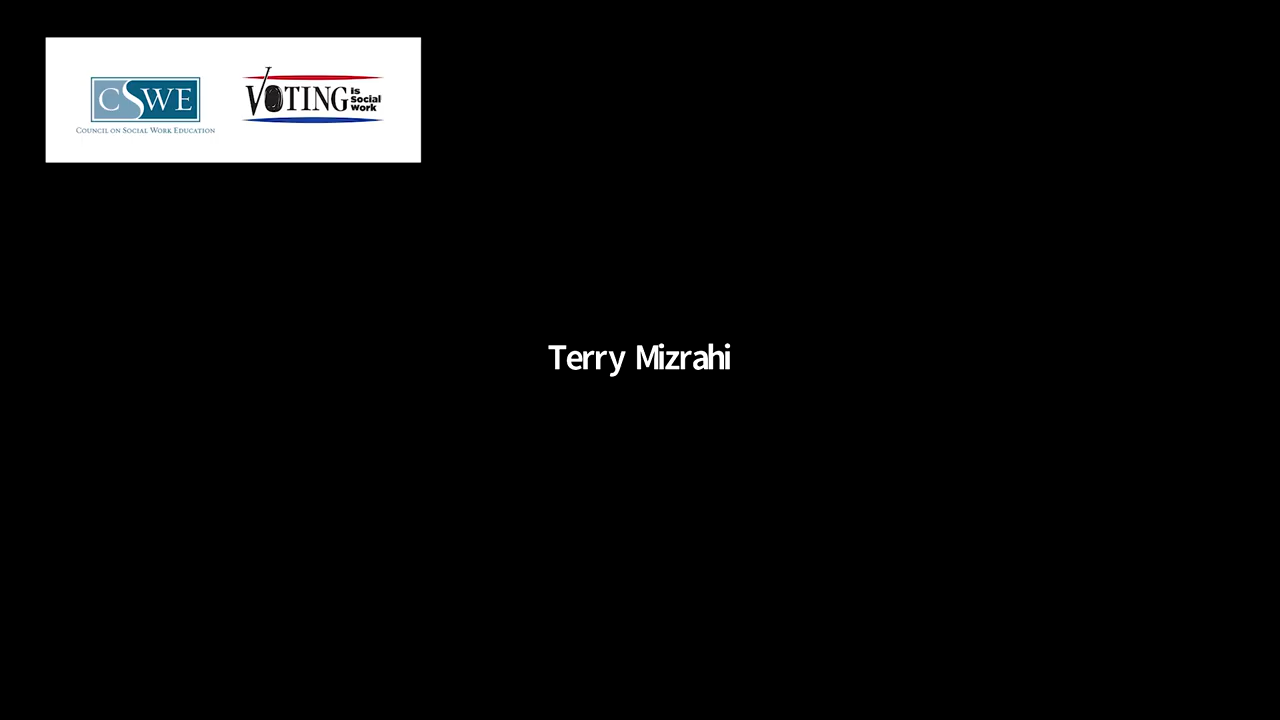 CSWE
COUNCIL ON SOCIAL WORK EDUCATION
VOTING
Is
Social
Work
Terry Mizrahi